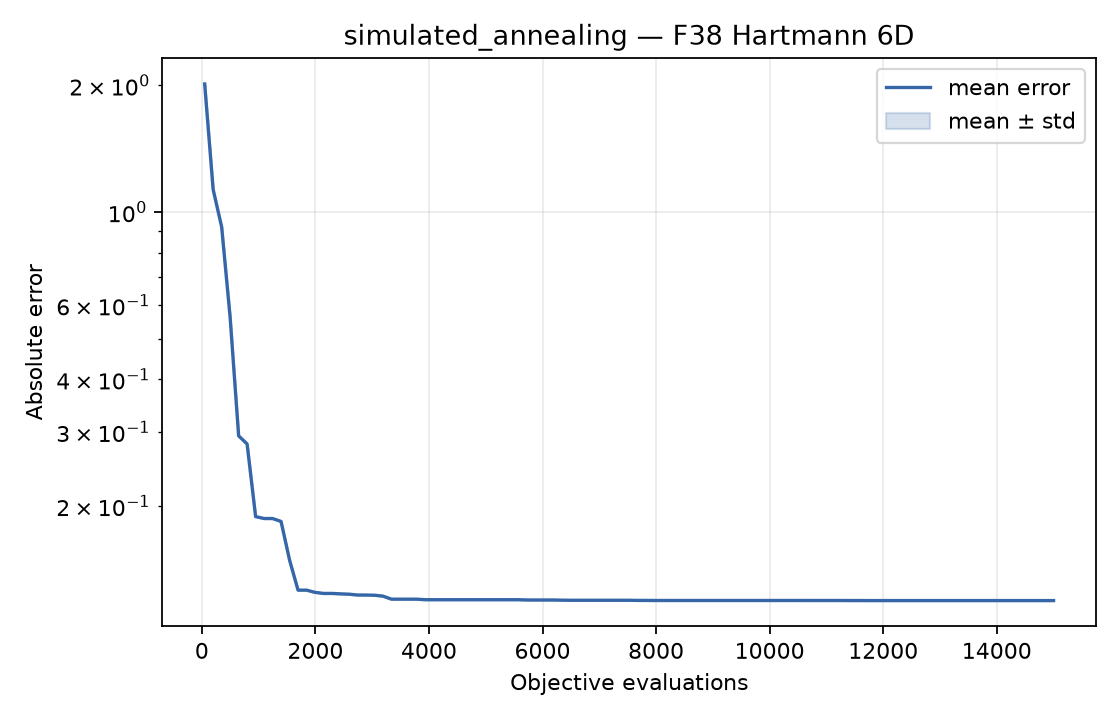 simulated_annealing — F38 Hartmann 6D
mean error
mean ± std
Absolute error
2 × 10⁰
10⁰
6 × 10⁻¹
4 × 10⁻¹
3 × 10⁻¹
2 × 10⁻¹
0 2000 4000 6000 8000 10000 12000 14000
Objective evaluations